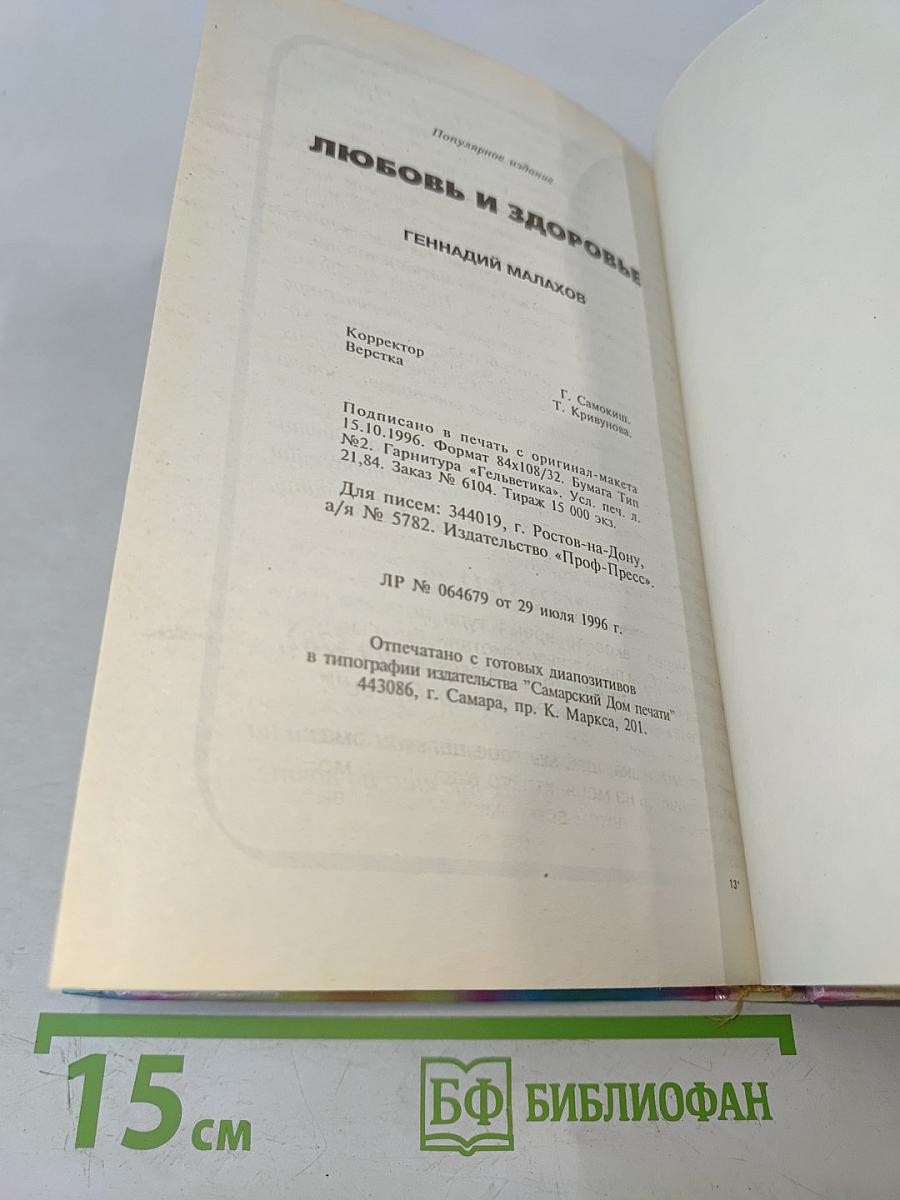 Популярное издание
ЛЮБОВЬ И ЗДОРОВЬЕ
ГЕННАДИЙ МАЛАХОВ
Корректор Г. Самокиш.
Верстка Т. Кривунова.
Подписано в печать с оригинал-макета
15.10.1996. Формат 84х108/32. Бумага Тип
№2. Гарнитура «Гельветика». Усл. печ. л.
21,84. Заказ № 6104. Тираж 15 000 экз.
Для писем: 344019, г. Ростов-на-Дону,
а/я № 5782. Издательство «Проф-Пресс».
ЛР № 064679 от 29 июля 1996 г.
Отпечатано с готовых диапозитивов
в типографии издательства "Самарский Дом печати"
443086, г. Самара, пр. К. Маркса, 201.
13*
15 см
БФ БИБЛИОФАН